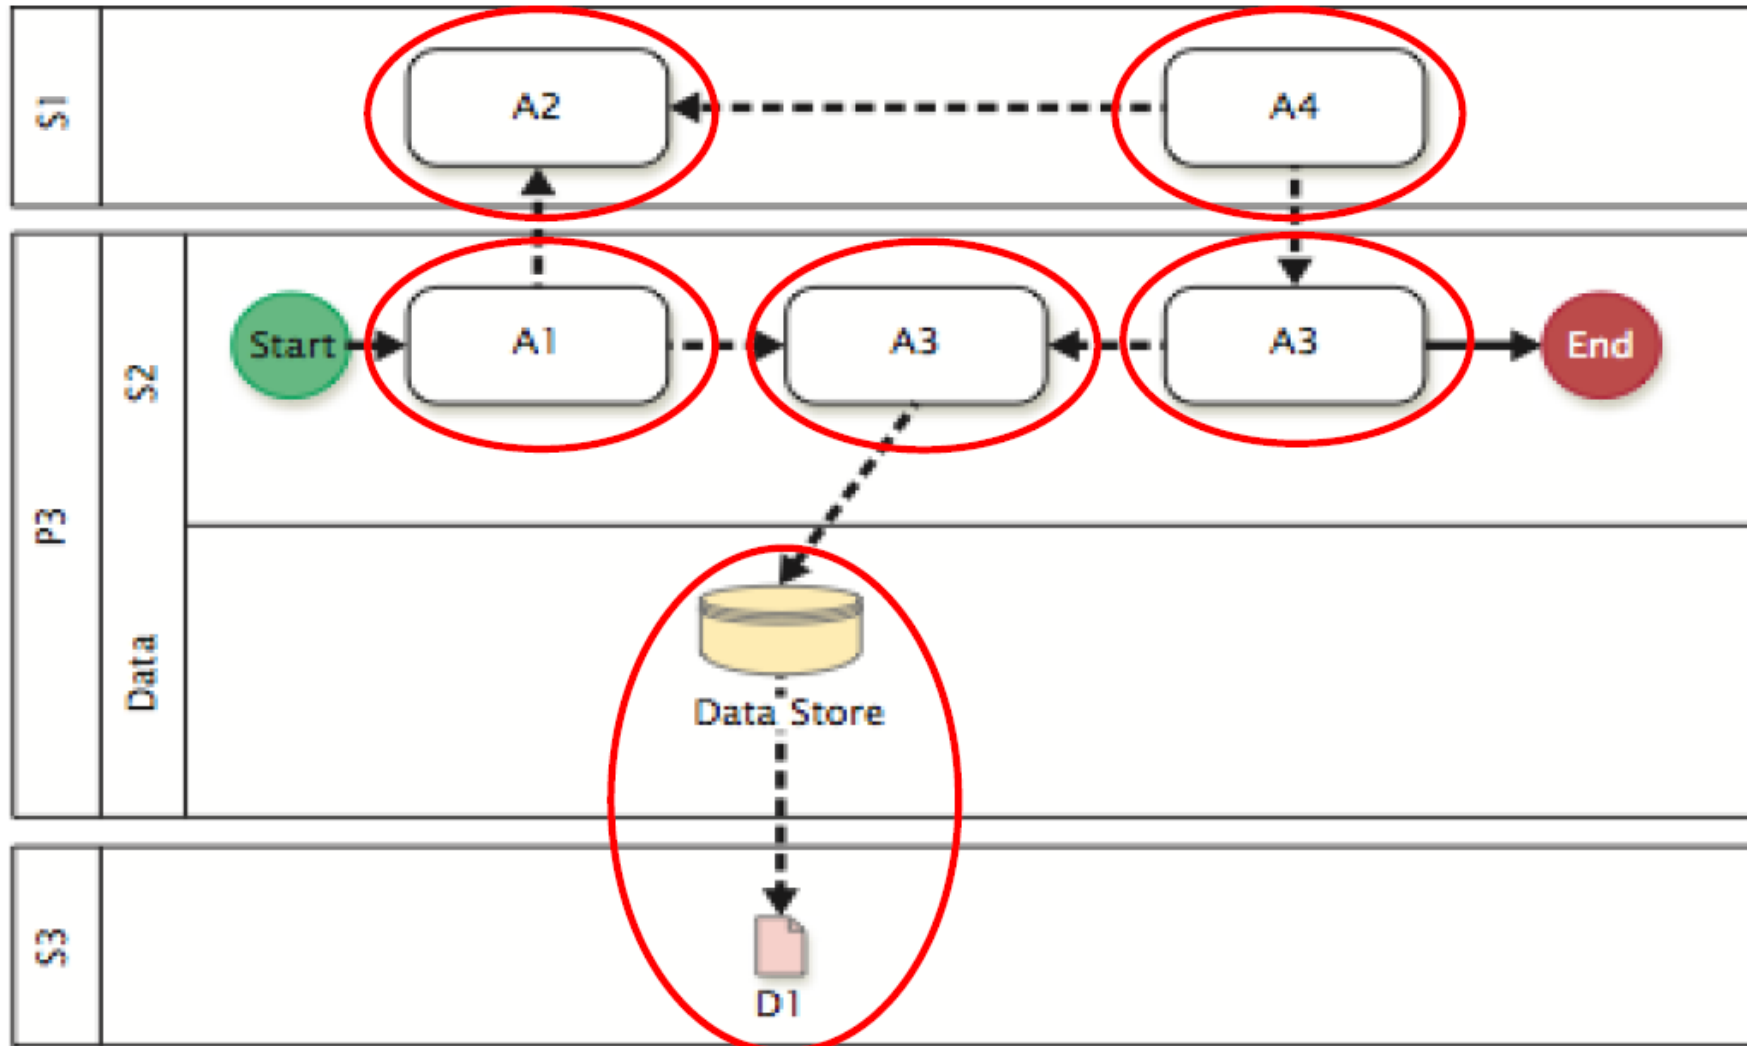 S1
A2
A4
P3
S2
Start
A1
A3
A3
End
Data
Data Store
S3
D1